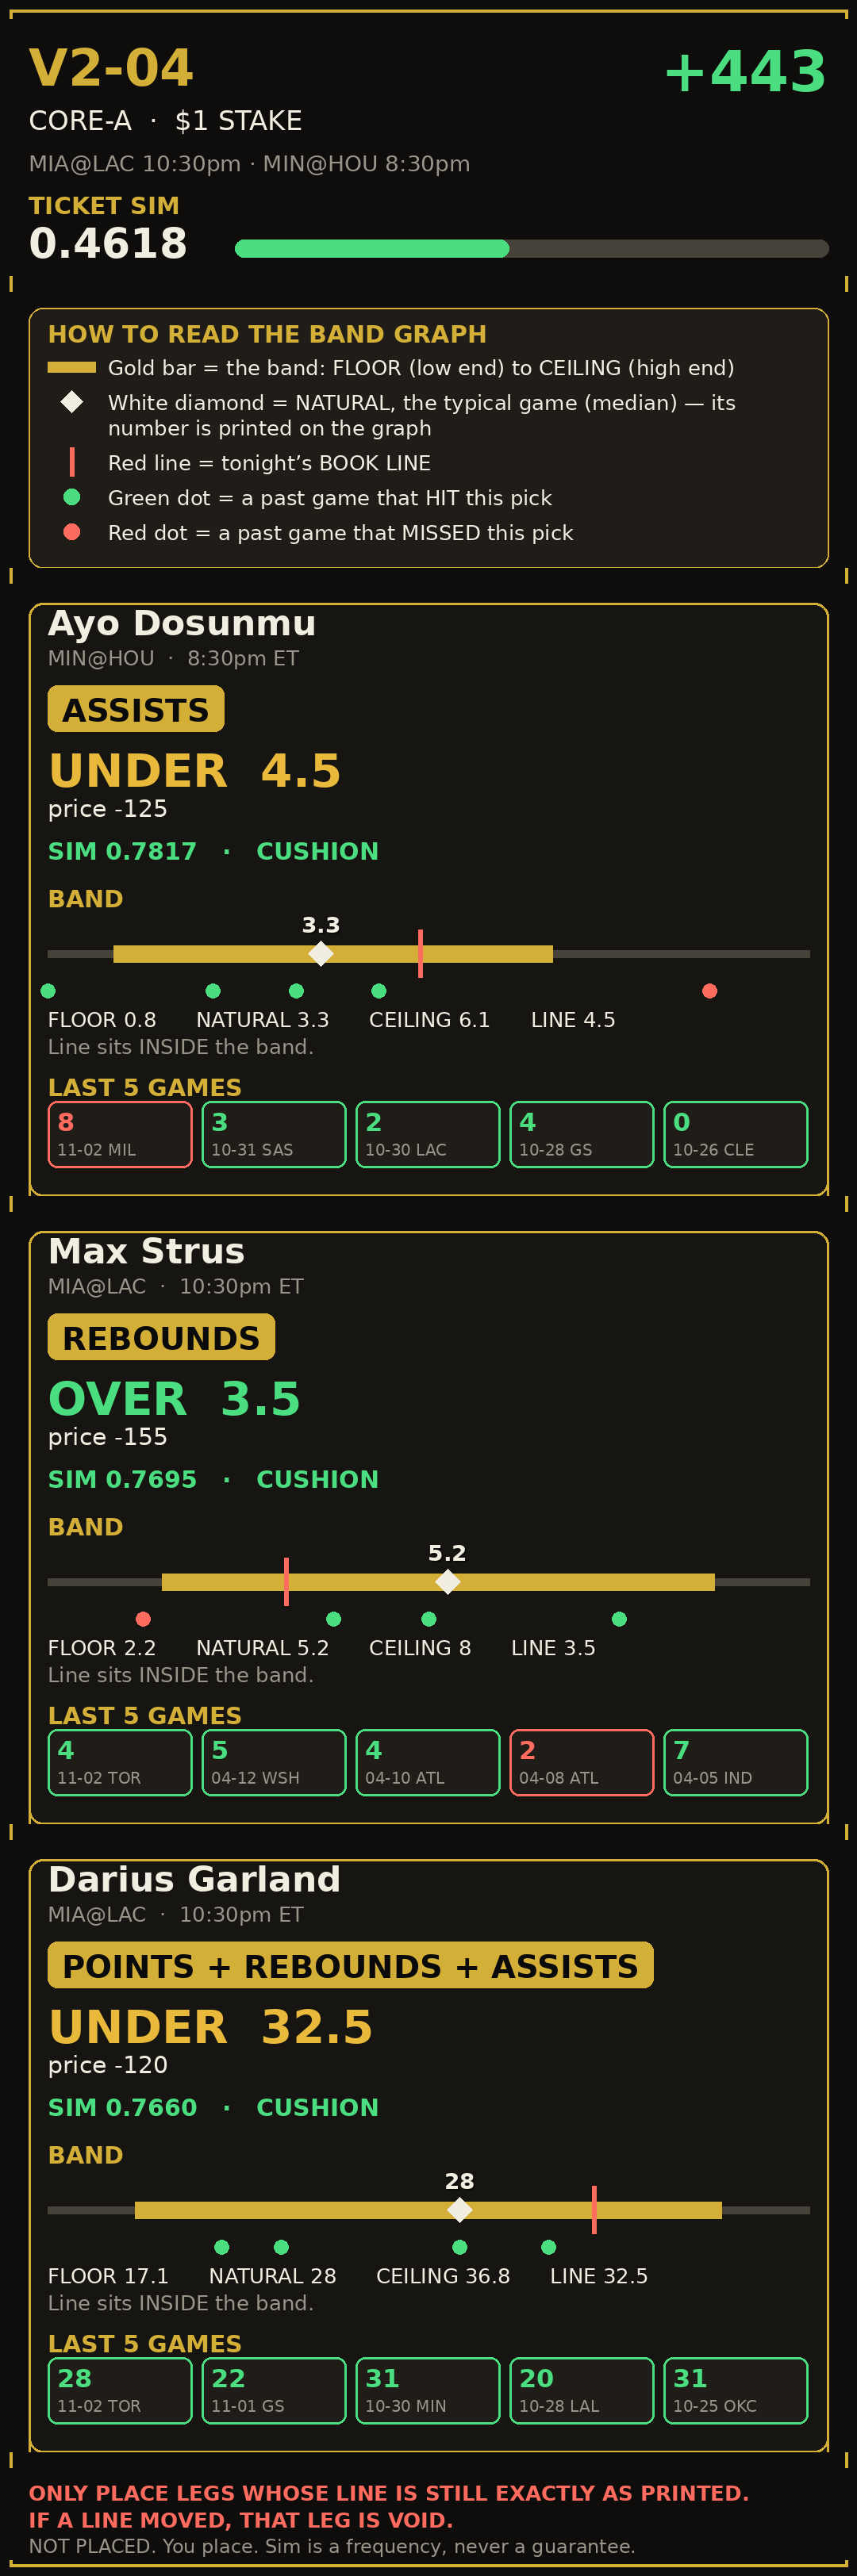 V2-04
+443
CORE-A · $1 STAKE
MIA@LAC 10:30pm · MIN@HOU 8:30pm
TICKET SIM
0.4618
HOW TO READ THE BAND GRAPH
Gold bar = the band: FLOOR (low end) to CEILING (high end)
White diamond = NATURAL, the typical game (median) — its
number is printed on the graph
Red line = tonight’s BOOK LINE
Green dot = a past game that HIT this pick
Red dot = a past game that MISSED this pick
Ayo Dosunmu
MIN@HOU · 8:30pm ET
ASSISTS
UNDER 4.5
price -125
SIM 0.7817 · CUSHION
BAND
3.3
FLOOR 0.8 NATURAL 3.3 CEILING 6.1 LINE 4.5
Line sits INSIDE the band.
LAST 5 GAMES
8 3 2 4 0
11-02 MIL 10-31 SAS 10-30 LAC 10-28 GS 10-26 CLE
Max Strus
MIA@LAC · 10:30pm ET
REBOUNDS
OVER 3.5
price -155
SIM 0.7695 · CUSHION
BAND
5.2
FLOOR 2.2 NATURAL 5.2 CEILING 8 LINE 3.5
Line sits INSIDE the band.
LAST 5 GAMES
4 5 4 2 7
11-02 TOR 04-12 WSH 04-10 ATL 04-08 ATL 04-05 IND
Darius Garland
MIA@LAC · 10:30pm ET
POINTS + REBOUNDS + ASSISTS
UNDER 32.5
price -120
SIM 0.7660 · CUSHION
BAND
28
FLOOR 17.1 NATURAL 28 CEILING 36.8 LINE 32.5
Line sits INSIDE the band.
LAST 5 GAMES
28 22 31 20 31
11-02 TOR 11-01 GS 10-30 MIN 10-28 LAL 10-25 OKC
ONLY PLACE LEGS WHOSE LINE IS STILL EXACTLY AS PRINTED.
IF A LINE MOVED, THAT LEG IS VOID.
NOT PLACED. You place. Sim is a frequency, never a guarantee.